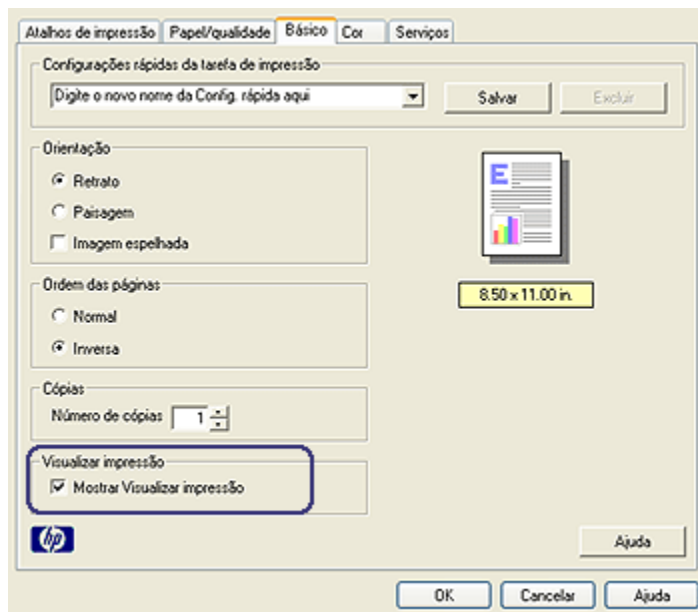 Atalhos de impressão Papel/qualidade Básico Cor Serviços
Configurações rápidas da tarefa de impressão
Digite o novo nome da Config. rápida aqui Salvar Excluir
Orientação
Retrato
Paisagem
Imagem espelhada
E
8.50 x 11.00 in.
Ordem das páginas
Normal
Inversa
Cópias
Número de cópias 1
Visualizar impressão
Mostrar Visualizar impressão
hp
Ajuda
OK Cancelar Ajuda